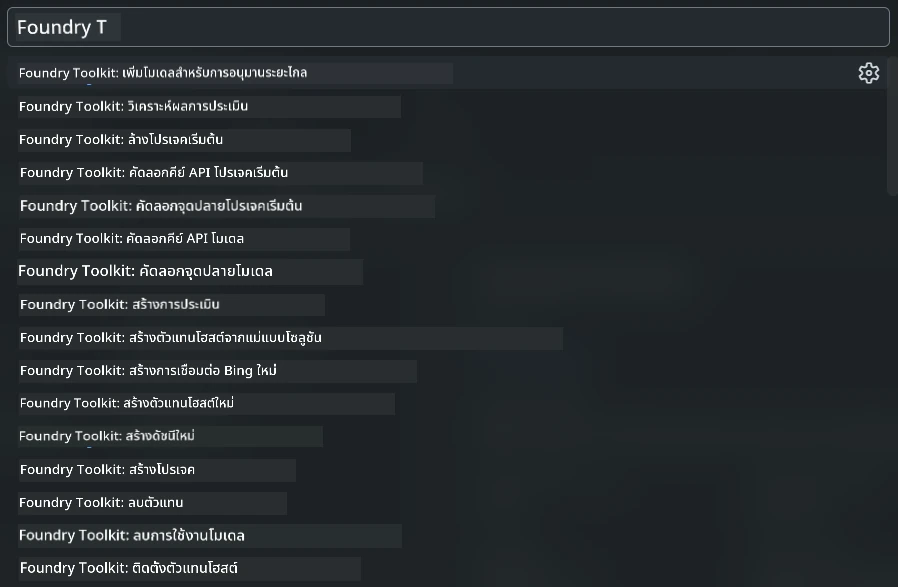 Foundry T
Foundry Toolkit: เพิ่มโมเดลสำหรับการอนุมานระยะไกล
Foundry Toolkit: วิเคราะห์ผลการประเมิน
Foundry Toolkit: ล้างโปรเจคเริ่มต้น
Foundry Toolkit: คัดลอกคีย์ API โปรเจคเริ่มต้น
Foundry Toolkit: คัดลอกจุดปลายโปรเจคเริ่มต้น
Foundry Toolkit: คัดลอกคีย์ API โมเดล
Foundry Toolkit: คัดลอกจุดปลายโมเดล
Foundry Toolkit: สร้างการประเมิน
Foundry Toolkit: สร้างตัวแทนโฮสต์จากแม่แบบโซลูชัน
Foundry Toolkit: สร้างการเชื่อมต่อ Bing ใหม่
Foundry Toolkit: สร้างตัวแทนโฮสต์ใหม่
Foundry Toolkit: สร้างดัชนีใหม่
Foundry Toolkit: สร้างโปรเจค
Foundry Toolkit: ลบตัวแทน
Foundry Toolkit: ลบการใช้งานโมเดล
Foundry Toolkit: ติดตั้งตัวแทนโฮสต์